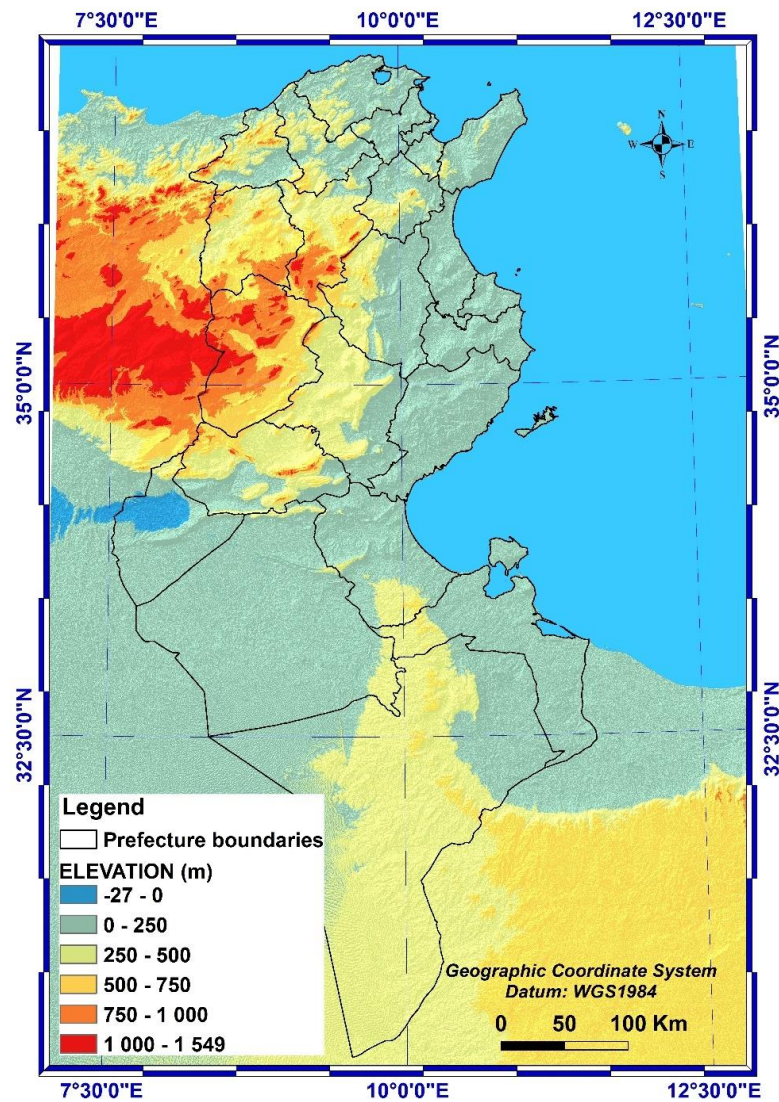 7°30'0"E 10°0'0"E 12°30'0"E
N
W E
S
35°0'0"N 35°0'0"N
32°30'0"N 32°30'0"N
Legend
Prefecture boundaries
ELEVATION (m)
-27 - 0
0 - 250
250 - 500
500 - 750
750 - 1 000
1 000 - 1 549
Geographic Coordinate System
Datum: WGS1984
0 50 100 Km
7°30'0"E 10°0'0"E 12°30'0"E